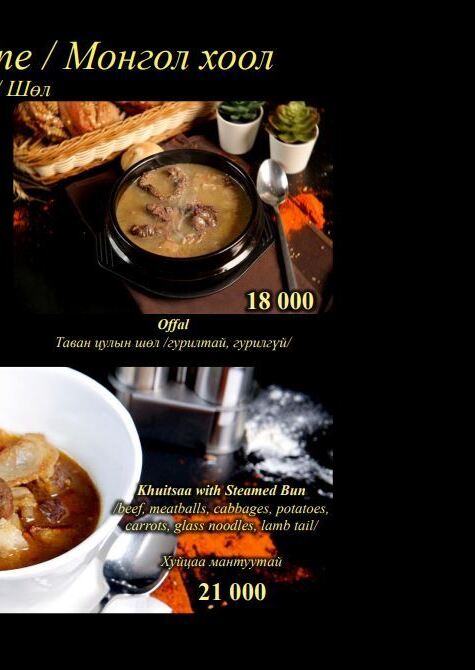 ne / Монгол хоол
/ Шөл
18 000
Offal
Таван цулын шөл /гурилтай, гурилгүй/
Khuitsaa with Steamed Bun
/beef, meatballs, cabbages, potatoes,
carrots, glass noodles, lamb tail/
Хуйцаа мантуутай
21 000